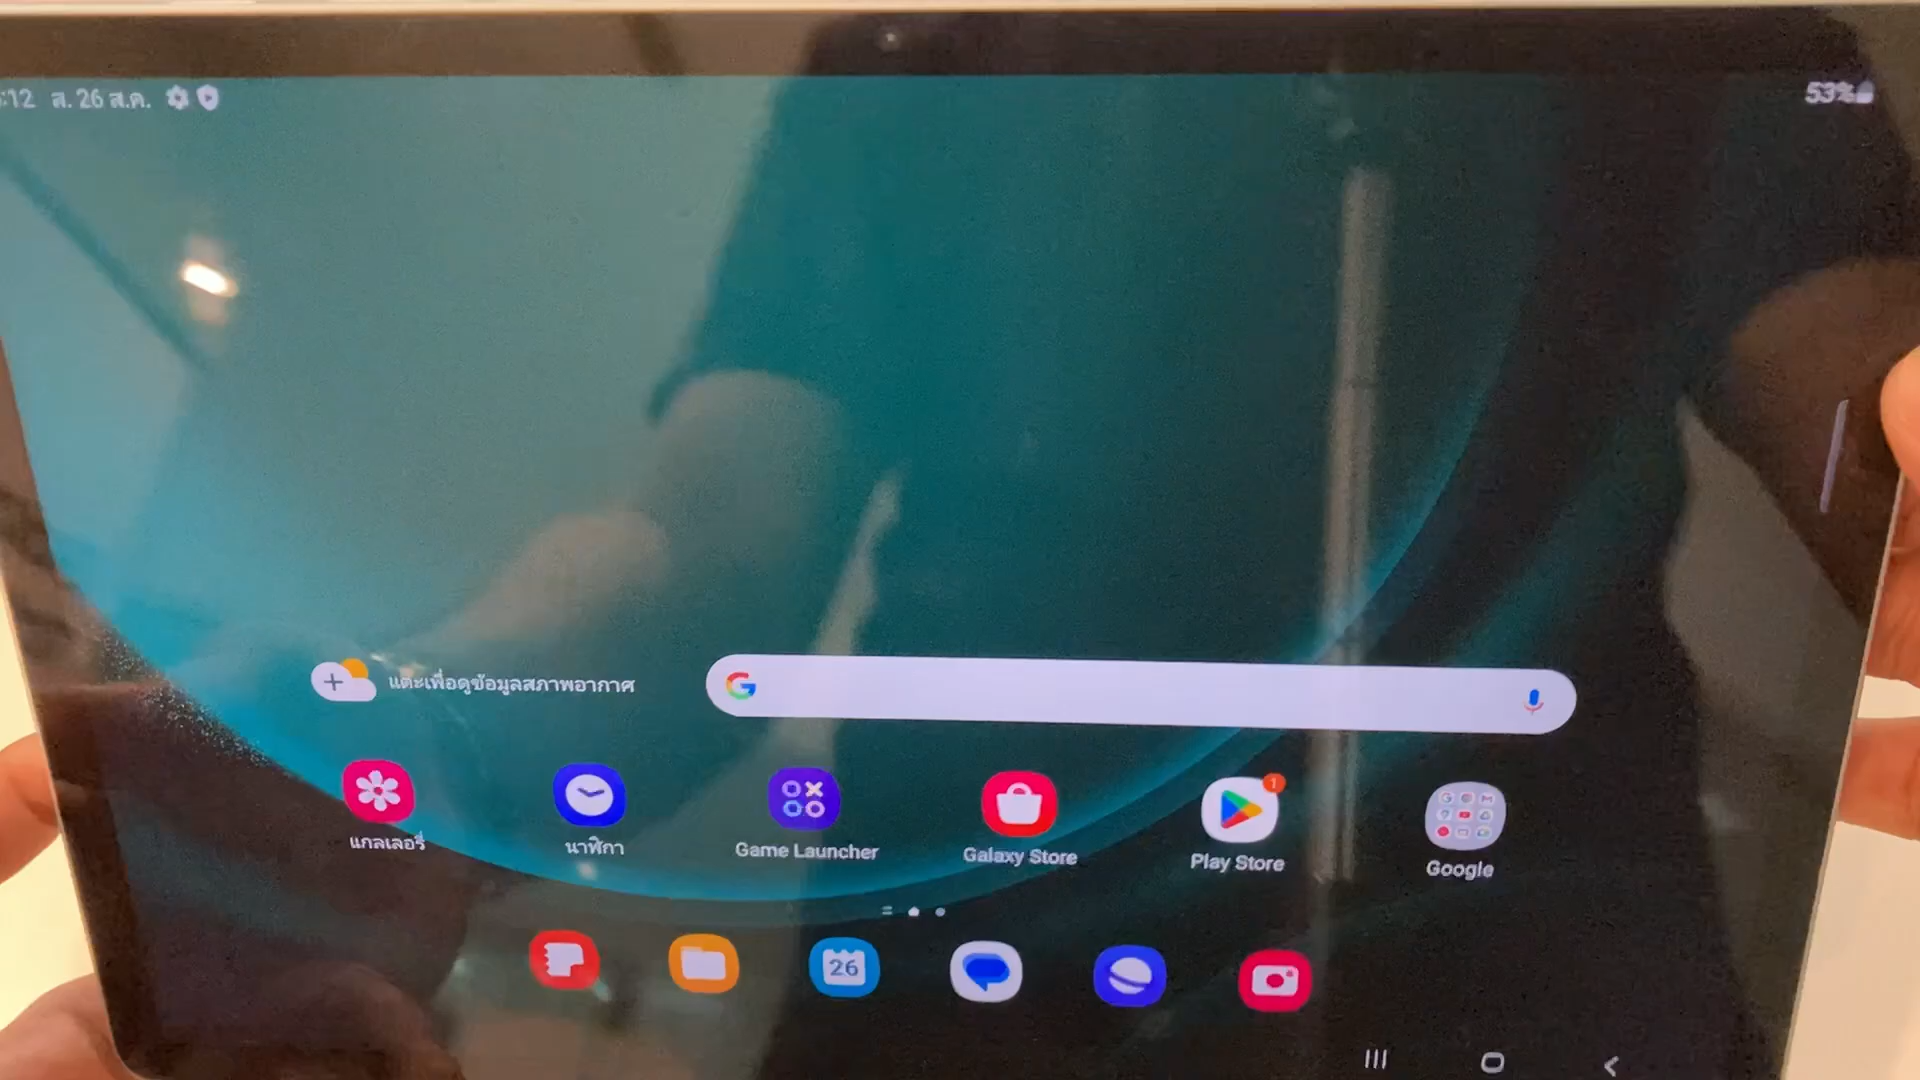 :12 ส. 26 ส.ค.
53%
แตะเพื่อดูข้อมูลสภาพอากาศ
G
แกลเลอรี่
นาฬิกา
Game Launcher
Galaxy Store
1
Play Store
Google
26